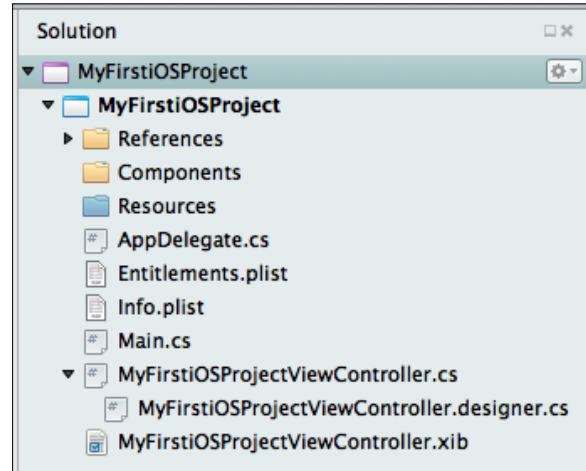 Solution
MyFirstiOSProject
MyFirstiOSProject
References
Components
Resources
AppDelegate.cs
Entitlements.plist
Info.plist
Main.cs
MyFirstiOSProjectViewController.cs
MyFirstiOSProjectViewController.designer.cs
MyFirstiOSProjectViewController.xib